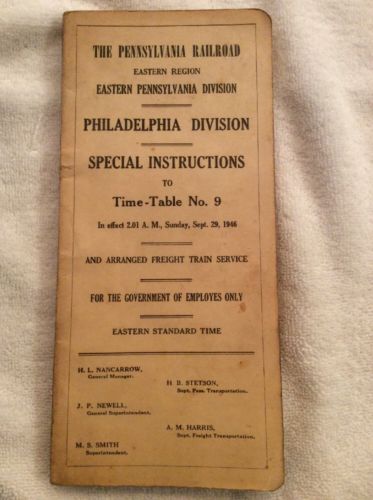 THE PENNSYLVANIA RAILROAD
EASTERN REGION
EASTERN PENNSYLVANIA DIVISION
PHILADELPHIA DIVISION
SPECIAL INSTRUCTIONS
TO
Time-Table No. 9
In effect 2.01 A. M., Sunday, Sept. 29, 1946
AND ARRANGED FREIGHT TRAIN SERVICE
FOR THE GOVERNMENT OF EMPLOYES ONLY
EASTERN STANDARD TIME
H. L. NANCARROW,
General Manager.
H B. STETSON,
Supt. Pass. Transportation.
J. P. NEWELL,
General Superintendent.
A. M. HARRIS,
Supt. Freight Transportation.
M. S. SMITH
Superintendent.